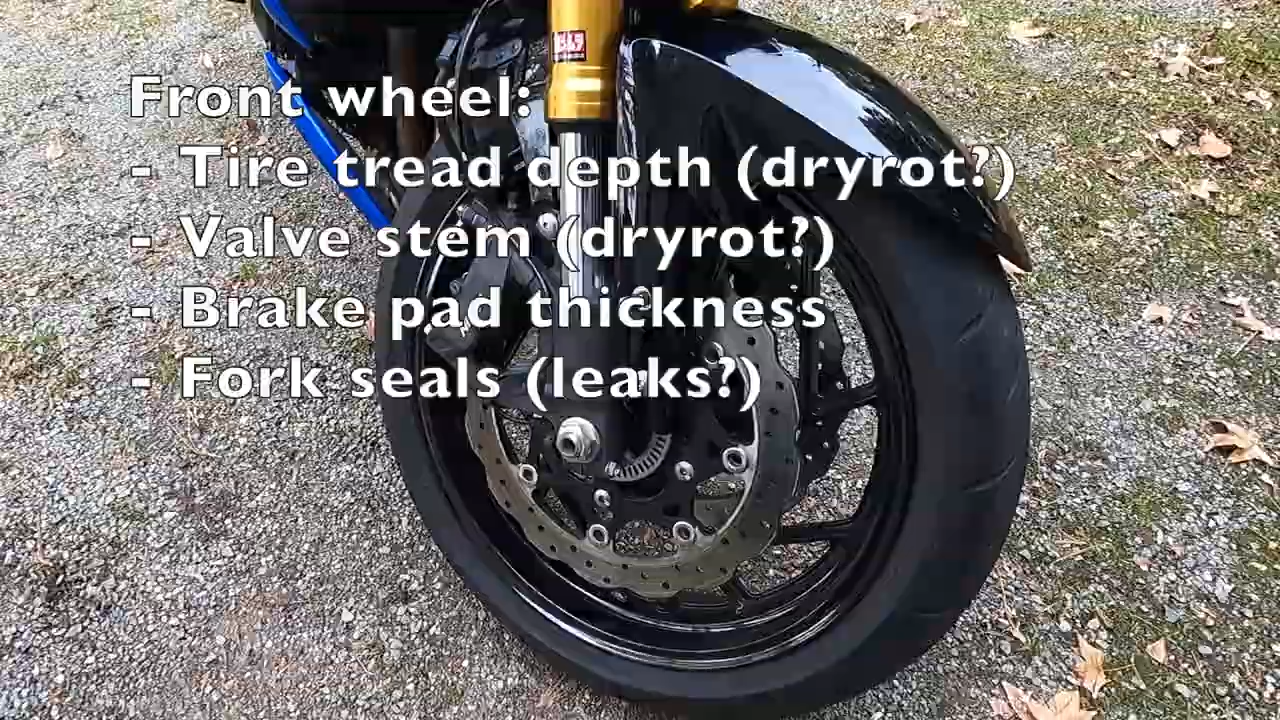 Front wheel:
- Tire tread depth (dryrot?)
- Valve stem (dryrot?)
- Brake pad thickness
- Fork seals (leaks?)